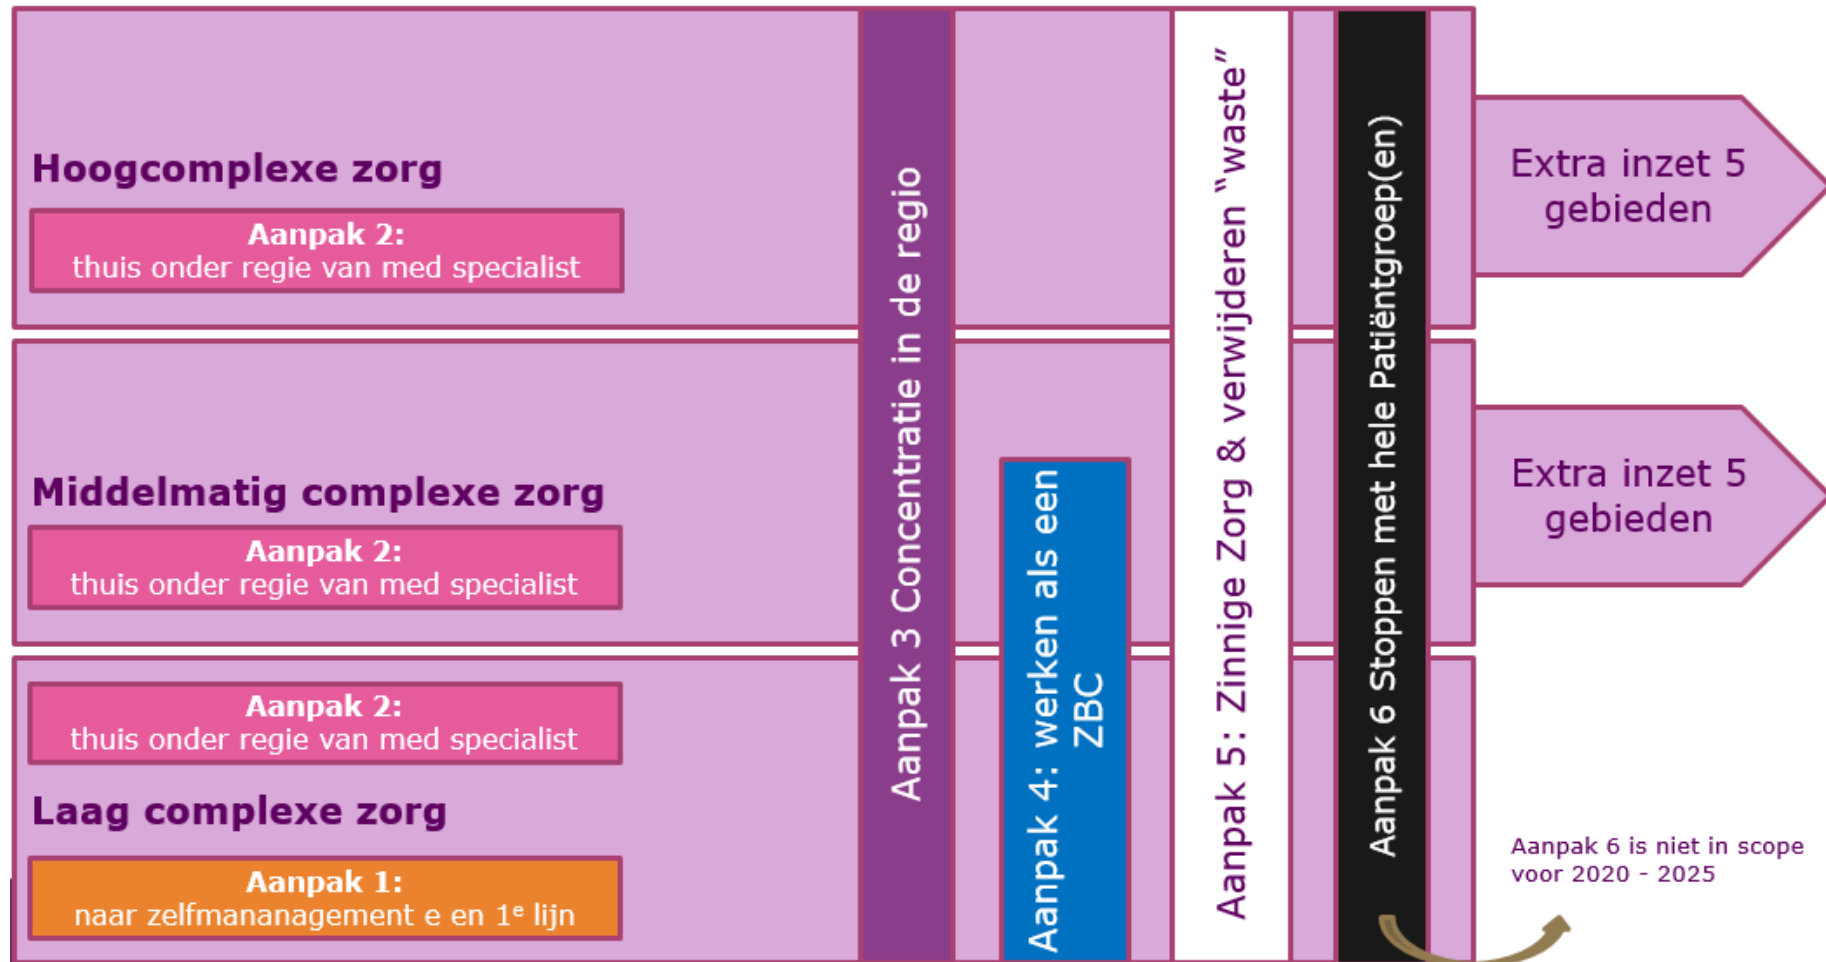 Hoogcomplexe zorg
Aanpak 2:
thuis onder regie van med specialist
Middelmatig complexe zorg
Aanpak 2:
thuis onder regie van med specialist
Aanpak 2:
thuis onder regie van med specialist
Laag complexe zorg
Aanpak 1:
naar zelfmananagement e en 1e lijn
Aanpak 3 Concentratie in de regio
Aanpak 4: werken als een
ZBC
Aanpak 5: Zinnige Zorg & verwijderen “waste”
Aanpak 6 Stoppen met hele Patiëntgroep(en)
Extra inzet 5
gebieden
Extra inzet 5
gebieden
Aanpak 6 is niet in scope
voor 2020 - 2025